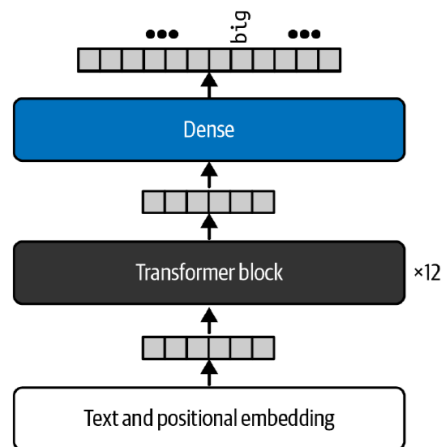 ••• big •••
Dense
Transformer block ×12
Text and positional embedding